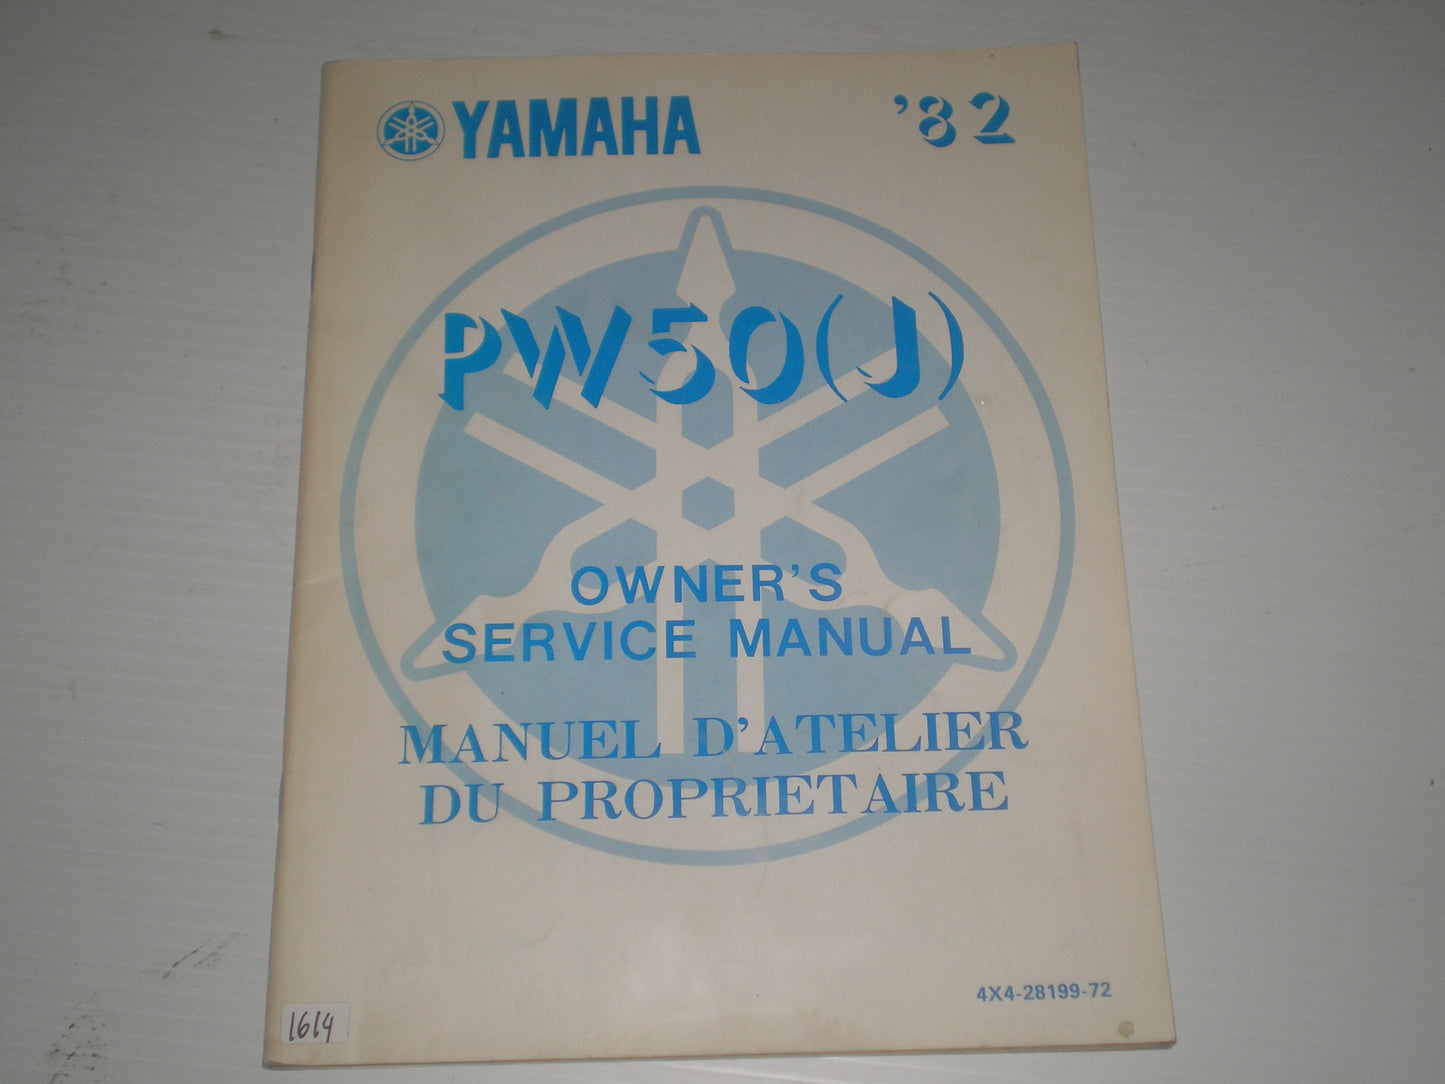 YAMAHA '82
PW50(J)
OWNER'S
SERVICE MANUAL
MANUEL D'ATELIER
DU PROPRIETAIRE
4X4-28199-72
1614